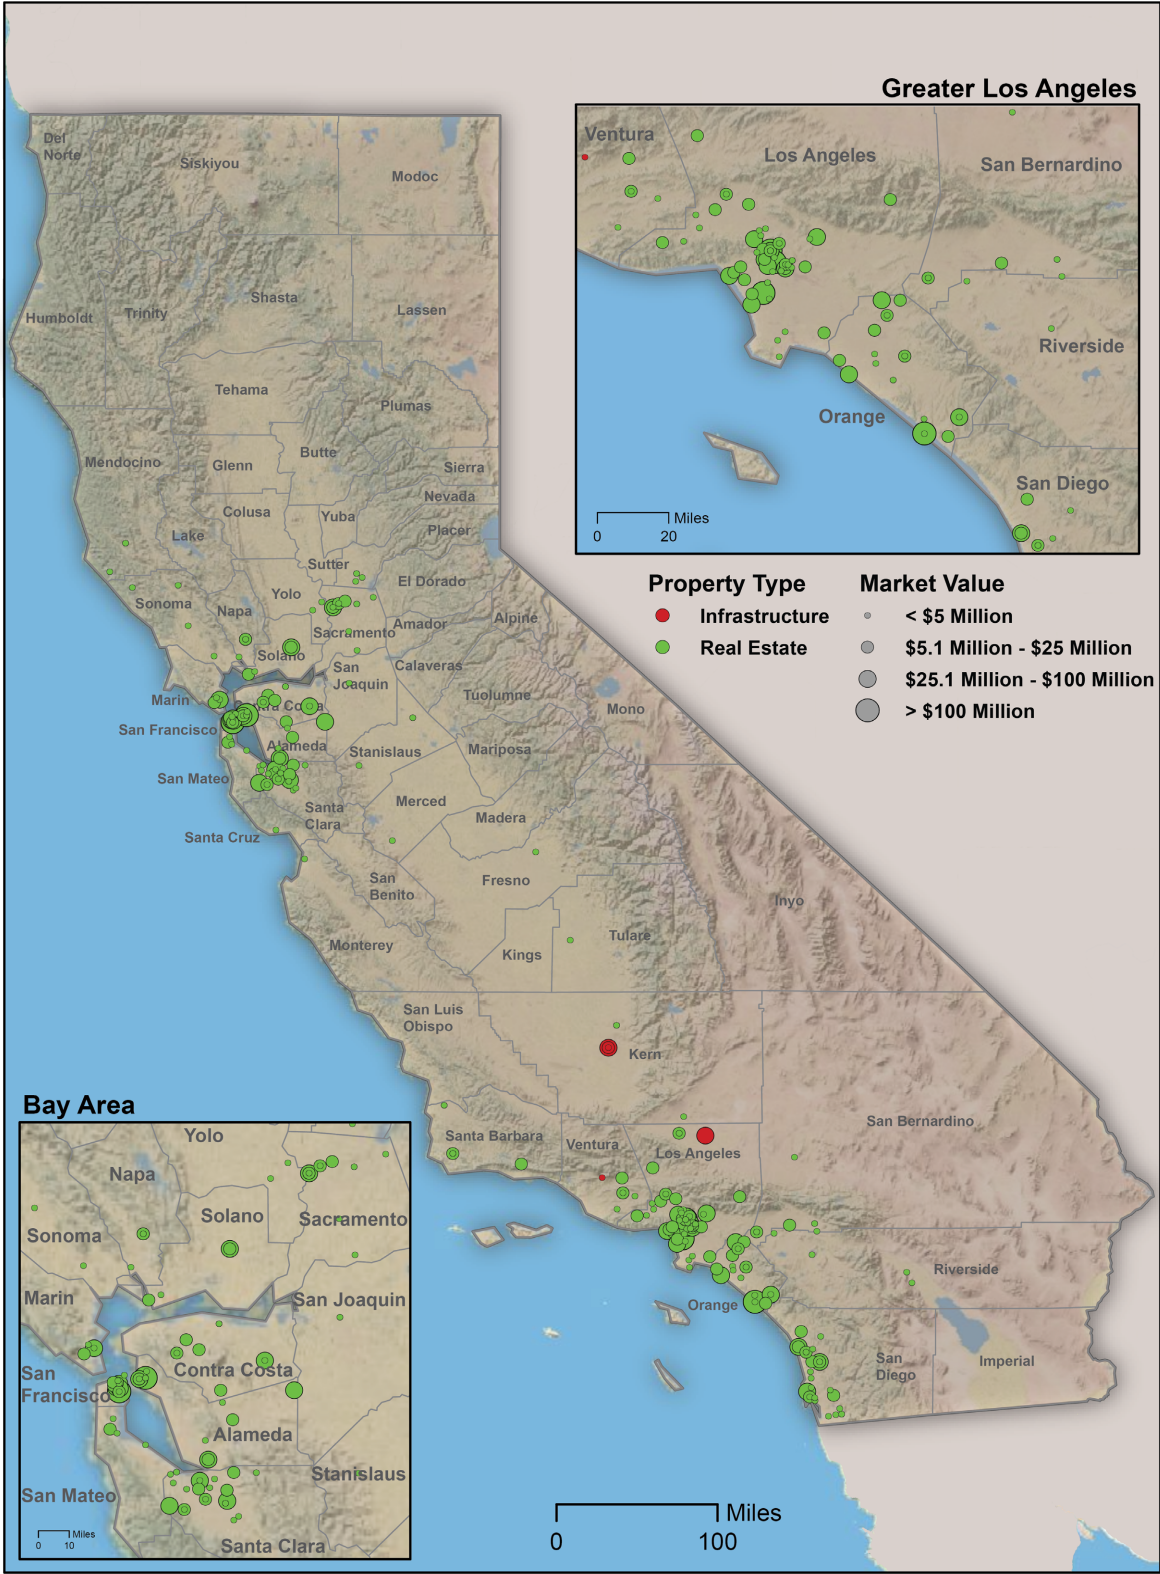 Greater Los Angeles
Ventura
Los Angeles
San Bernardino
Riverside
Orange
San Diego
Miles
0 20
Property Type
Infrastructure
Real Estate
Market Value
< $5 Million
$5.1 Million - $25 Million
$25.1 Million - $100 Million
> $100 Million
Del
Norte
Siskiyou
Modoc
Humboldt
Trinity
Shasta
Lassen
Tehama
Plumas
Mendocino
Glenn
Butte
Sierra
Nevada
Colusa
Yuba
Lake
Placer
Sutter
El Dorado
Yolo
Sonoma
Napa
Sacramento
Amador
Alpine
Solano
San
Joaquin
Calaveras
Marin
Contra Costa
Tuolumne
Mono
San Francisco
Alameda
Stanislaus
Mariposa
San Mateo
Merced
Santa
Clara
Madera
Santa Cruz
San
Benito
Fresno
Inyo
Monterey
Kings
Tulare
San Luis
Obispo
Kern
Santa Barbara
Ventura
Los Angeles
San Bernardino
Orange
Riverside
San
Diego
Imperial
Miles
0 100
Bay Area
Yolo
Napa
Solano
Sacramento
Sonoma
Marin
San Joaquin
San
Francisco
Contra Costa
Alameda
Stanislaus
San Mateo
Santa Clara
Miles
0 10